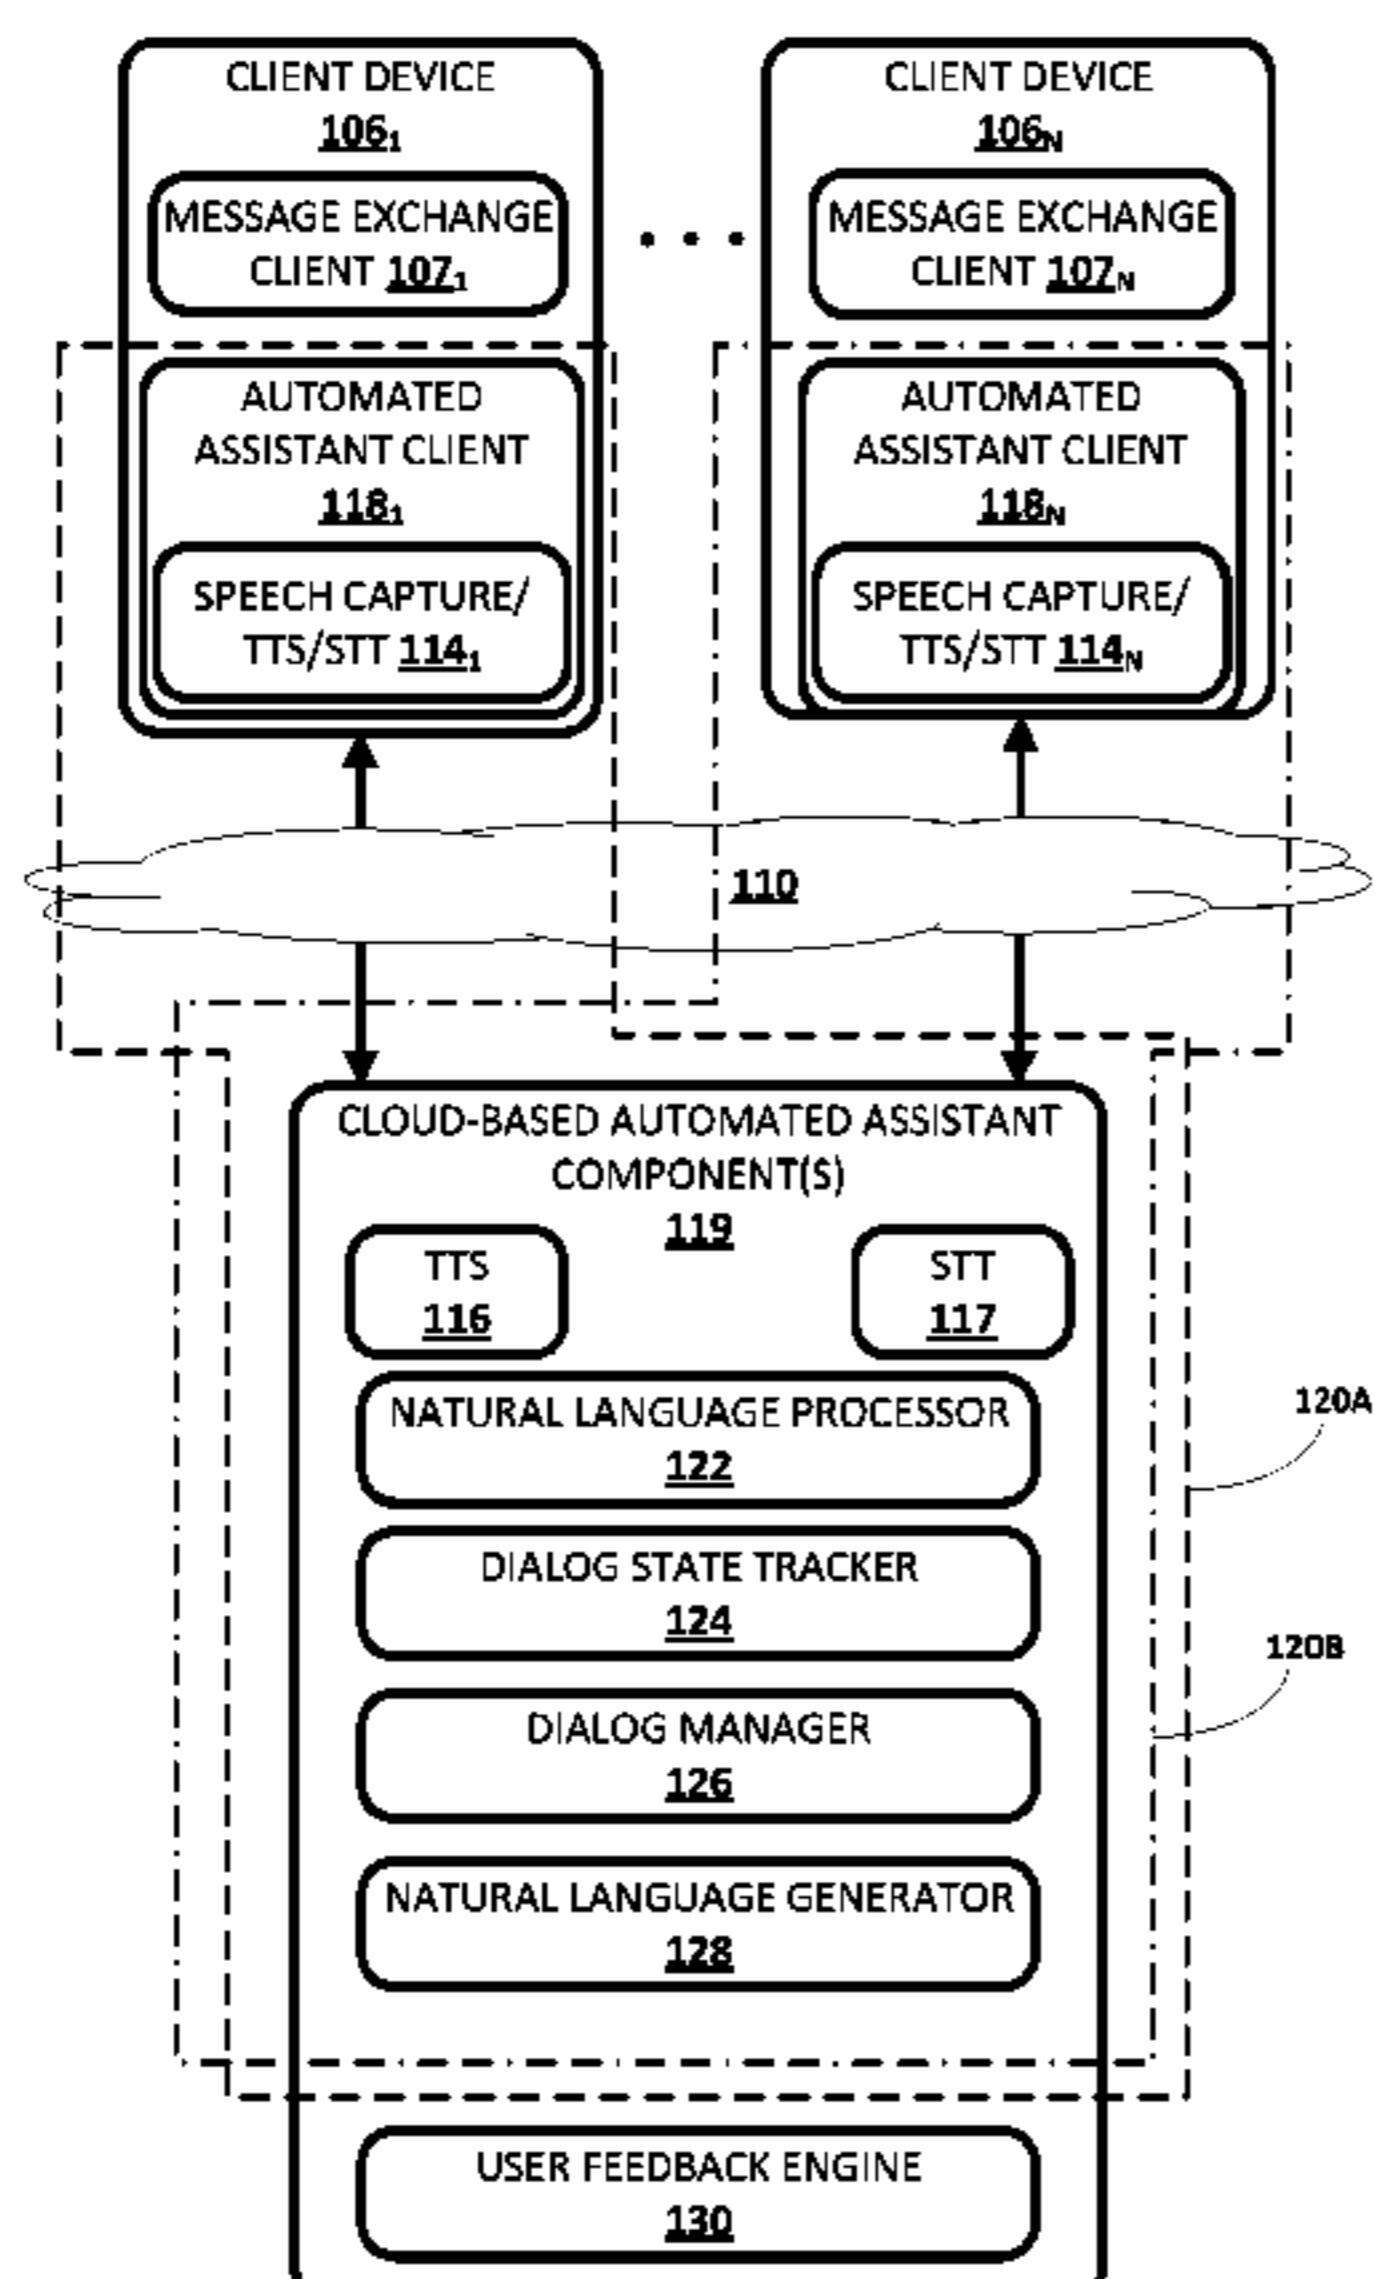 CLIENT DEVICE
106₁
MESSAGE EXCHANGE
CLIENT 107₁
AUTOMATED
ASSISTANT CLIENT
118₁
SPEECH CAPTURE/
TTS/STT 114₁
CLIENT DEVICE
106N
MESSAGE EXCHANGE
CLIENT 107N
AUTOMATED
ASSISTANT CLIENT
118N
SPEECH CAPTURE/
TTS/STT 114N
110
CLOUD-BASED AUTOMATED ASSISTANT
COMPONENT(S)
119
TTS
116
STT
117
NATURAL LANGUAGE PROCESSOR
122
120A
DIALOG STATE TRACKER
124
120B
DIALOG MANAGER
126
NATURAL LANGUAGE GENERATOR
128
USER FEEDBACK ENGINE
130